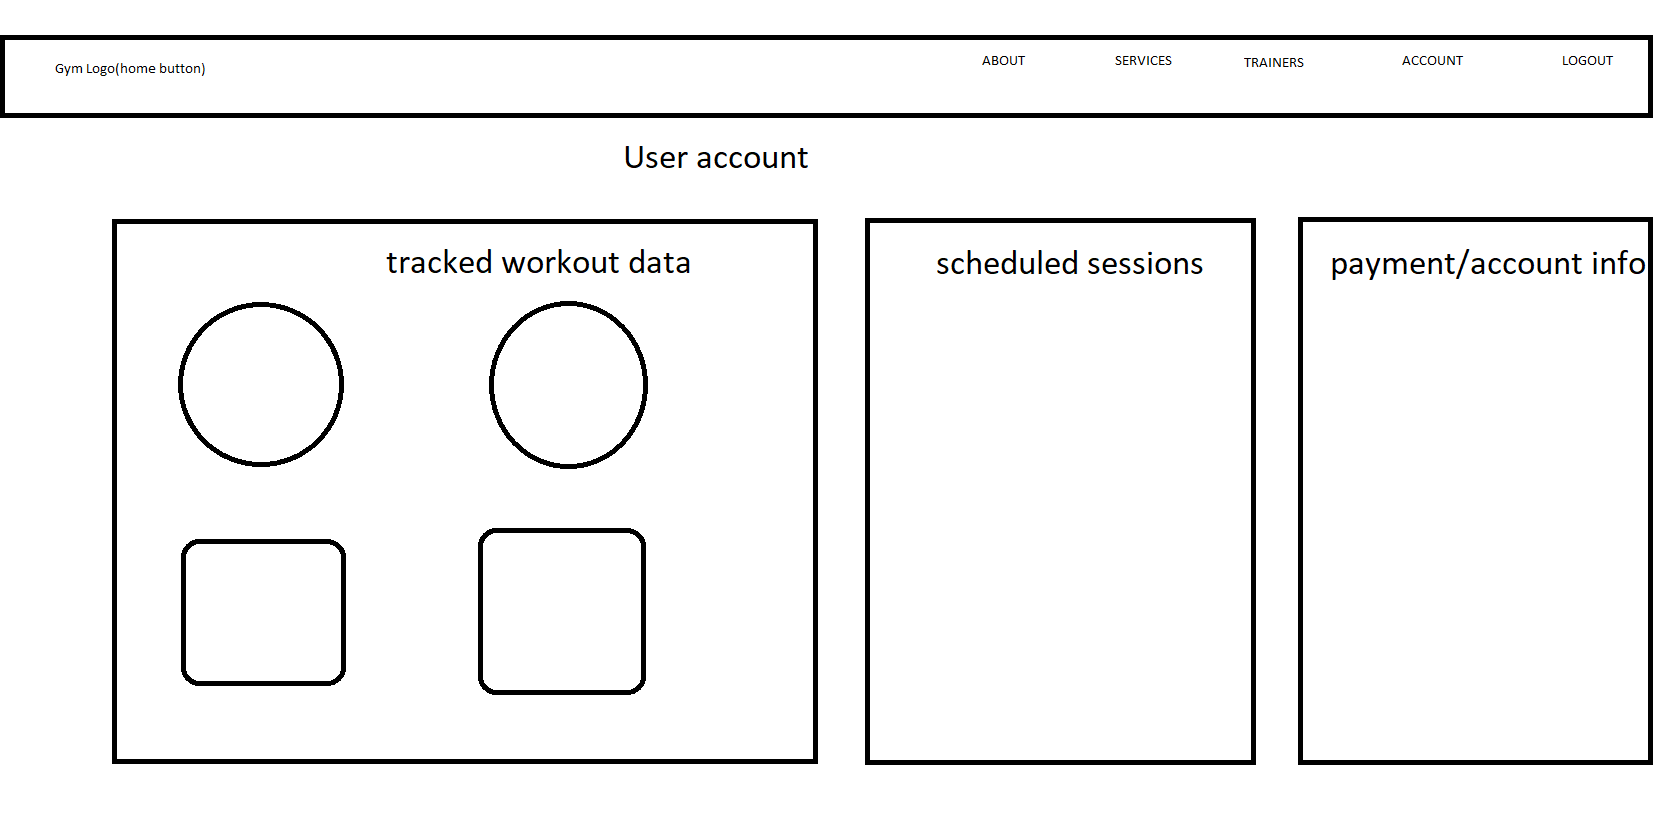 Gym Logo(home button)
ABOUT
SERVICES
TRAINERS
ACCOUNT
LOGOUT
User account
tracked workout data
scheduled sessions
payment/account info